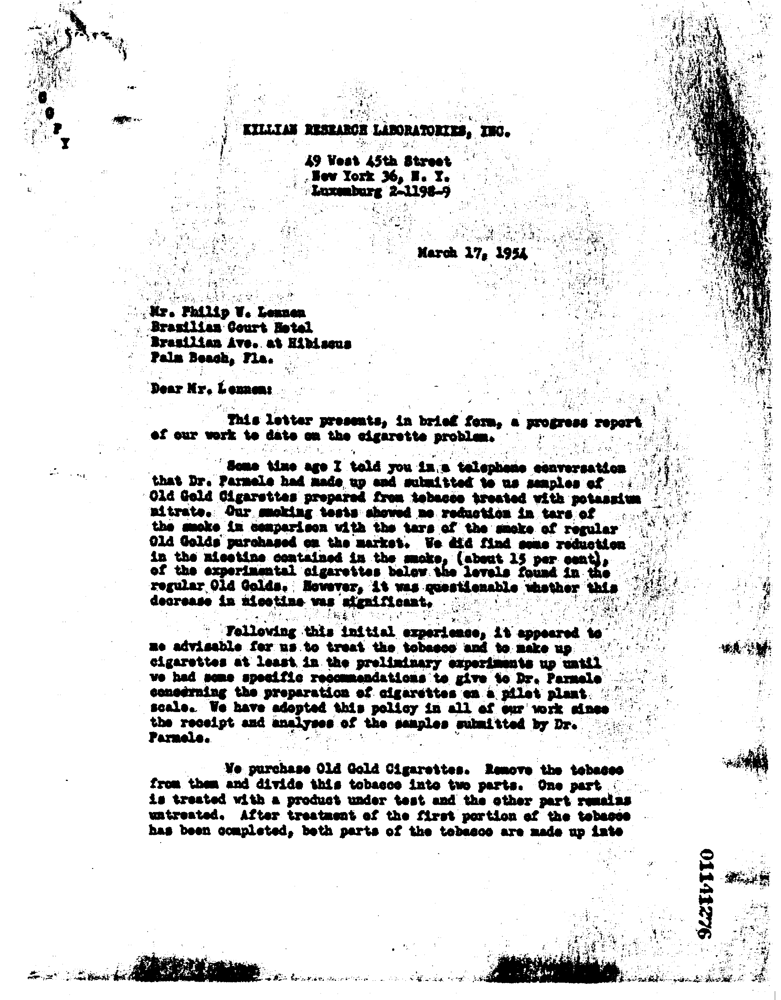 COPY
KILLIAN RESEARCH LABORATORIES, INC.
49 West 45th Street
New York 36, N. Y.
Luxemburg 2-1198-9
March 17, 1954
Mr. Philip W. Lennen
Brazilian Court Hotel
Brazilian Ave. at Hibiscus
Palm Beach, Fla.
Dear Mr. Lennen:
This letter presents, in brief form, a progress report
of our work to date on the cigarette problem.
Some time ago I told you in a telephone conversation
that Dr. Parmele had made up and submitted to us samples of
Old Gold Cigarettes prepared from tobacco treated with potassium
nitrate. Our smoking tests showed no reduction in tars of
the smoke in comparison with the tars of the smoke of regular
Old Golds purchased on the market. We did find some reduction
in the nicotine contained in the smoke, (about 15 per cent),
of the experimental cigarettes below the levels found in the
regular Old Golds. However, it was questionable whether this
decrease in nicotine was significant.
Following this initial experience, it appeared to
me advisable for us to treat the tobacco and to make up
cigarettes at least in the preliminary experiments up until
we had some specific recommendations to give to Dr. Parmele
concerning the preparation of cigarettes on a pilot plant
scale. We have adopted this policy in all of our work since
the receipt and analyses of the samples submitted by Dr.
Parmele.
We purchase Old Gold Cigarettes. Remove the tobacco
from them and divide this tobacco into two parts. One part
is treated with a product under test and the other part remains
untreated. After treatment of the first portion of the tobacco
has been completed, both parts of the tobacco are made up into
01141276